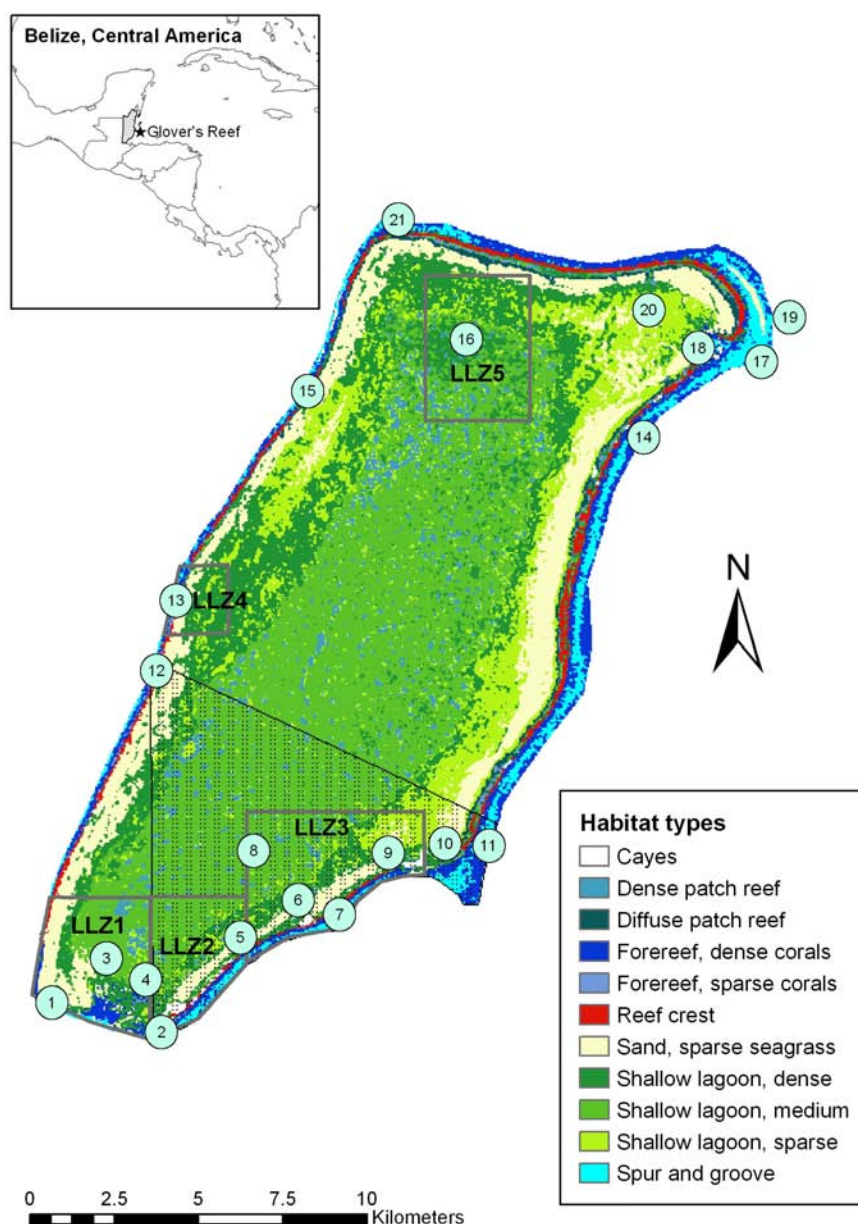 Belize, Central America
Glover's Reef
21
19
20
16
18
17
LLZ5
15
14
N
13
LLZ4
12
LLZ3
10
11
8
9
6
7
LLZ1
LLZ2
5
3
4
1
2
Habitat types
Cayes
Dense patch reef
Diffuse patch reef
Forereef, dense corals
Forereef, sparse corals
Reef crest
Sand, sparse seagrass
Shallow lagoon, dense
Shallow lagoon, medium
Shallow lagoon, sparse
Spur and groove
0 2.5 5 10
Kilometers